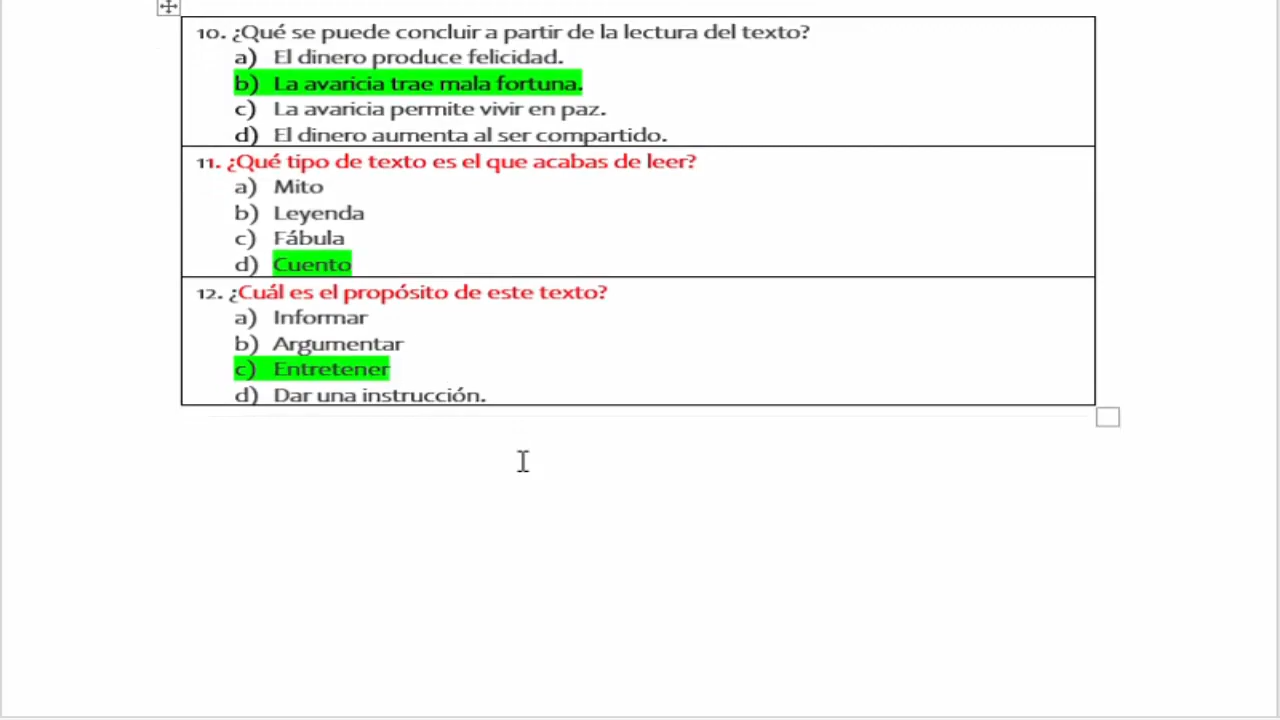 10. ¿Qué se puede concluir a partir de la lectura del texto?
a) El dinero produce felicidad.
b) La avaricia trae mala fortuna.
c) La avaricia permite vivir en paz.
d) El dinero aumenta al ser compartido.
11. ¿Qué tipo de texto es el que acabas de leer?
a) Mito
b) Leyenda
c) Fábula
d) Cuento
12. ¿Cuál es el propósito de este texto?
a) Informar
b) Argumentar
c) Entretener
d) Dar una instrucción.